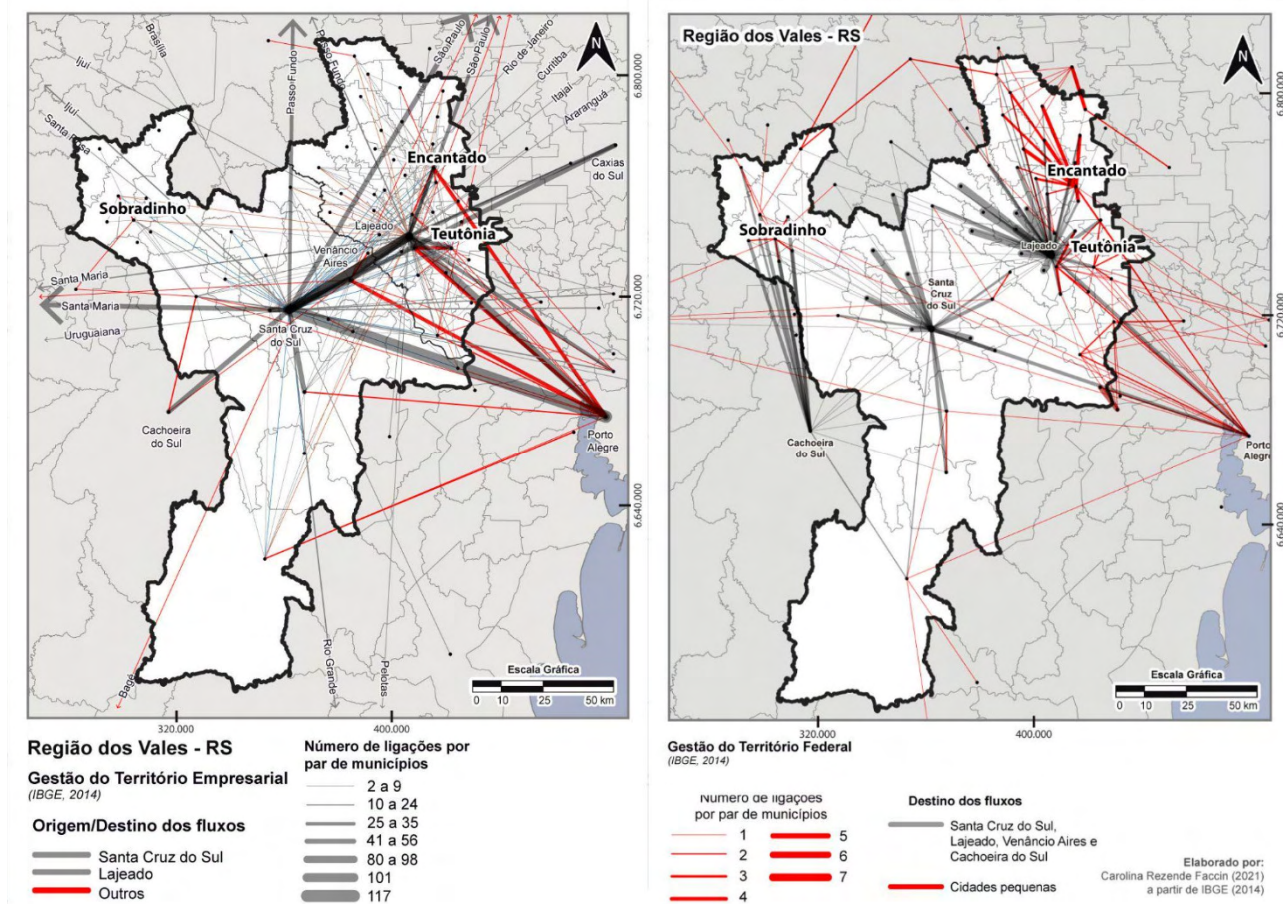 Brasília
Ijuí
Ijuí
Santa Rosa
Passo Fundo
Passo Fundo
São Paulo
São Paulo
Rio de Janeiro
Curitiba
Itajaí
Araranguá
N
6.800.000
Encantado
Caxias
do Sul
Sobradinho
Lajeado
Teutônia
Venâncio
Aires
Santa Maria
Santa Maria
Uruguaiana
6.720.000
Santa Cruz
do Sul
Cachoeira
do Sul
Porto
Alegre
6.640.000
Bagé
Rio Grande
Pelotas
Escala Gráfica
0 10 25 50 km
320.000
400.000
Região dos Vales - RS
Gestão do Território Empresarial
(IBGE, 2014)
Origem/Destino dos fluxos
Santa Cruz do Sul
Lajeado
Outros
Número de ligações por
par de municípios
2 a 9
10 a 24
25 a 35
41 a 56
80 a 98
101
117
Região dos Vales - RS
N
6.800.000
Encantado
Sobradinho
Lajeado
Teutônia
Santa
Cruz
do Sul
6.720.000
Cachoeira
do Sul
Porto
Alegre
6.640.000
Escala Gráfica
0 10 25 50 km
320.000
400.000
Gestão do Território Federal
(IBGE, 2014)
Número de ligações
por par de municípios
1
2
3
4
5
6
7
Destino dos fluxos
Santa Cruz do Sul,
Lajeado, Venâncio Aires e
Cachoeira do Sul
Cidades pequenas
Elaborado por:
Carolina Rezende Faccin (2021)
a partir de IBGE (2014)